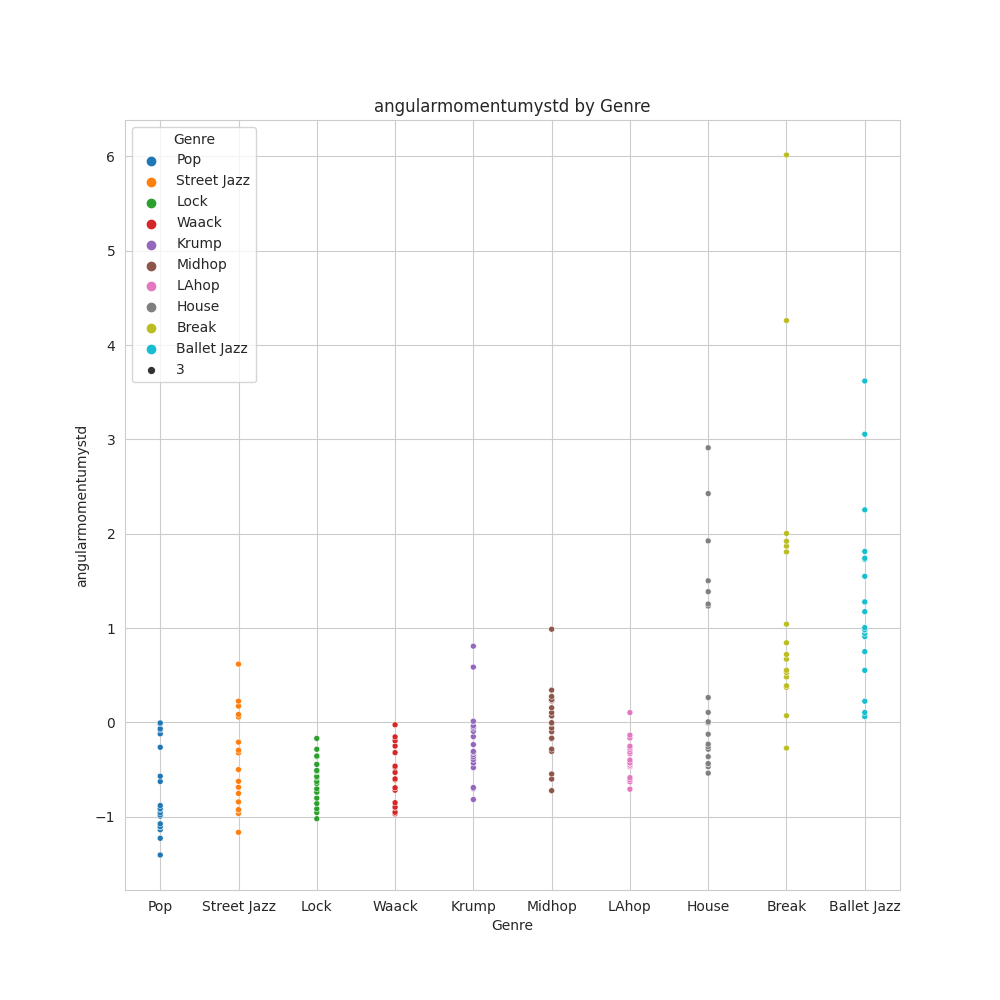 angularmomentumystd by Genre
Genre
Pop
Street Jazz
Lock
Waack
Krump
Midhop
LAhop
House
Break
Ballet Jazz
3
6
5
4
3
2
1
0
−1
angularmomentumystd
Pop Street Jazz Lock Waack Krump Midhop LAhop House Break Ballet Jazz
Genre